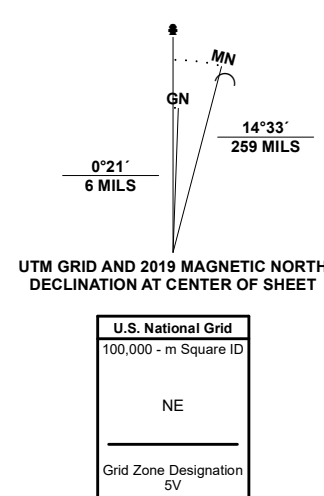 MN
GN
14°33´
259 MILS
0°21´
6 MILS
UTM GRID AND 2019 MAGNETIC NORTH
DECLINATION AT CENTER OF SHEET
U.S. National Grid
100,000 - m Square ID
NE
Grid Zone Designation
5V